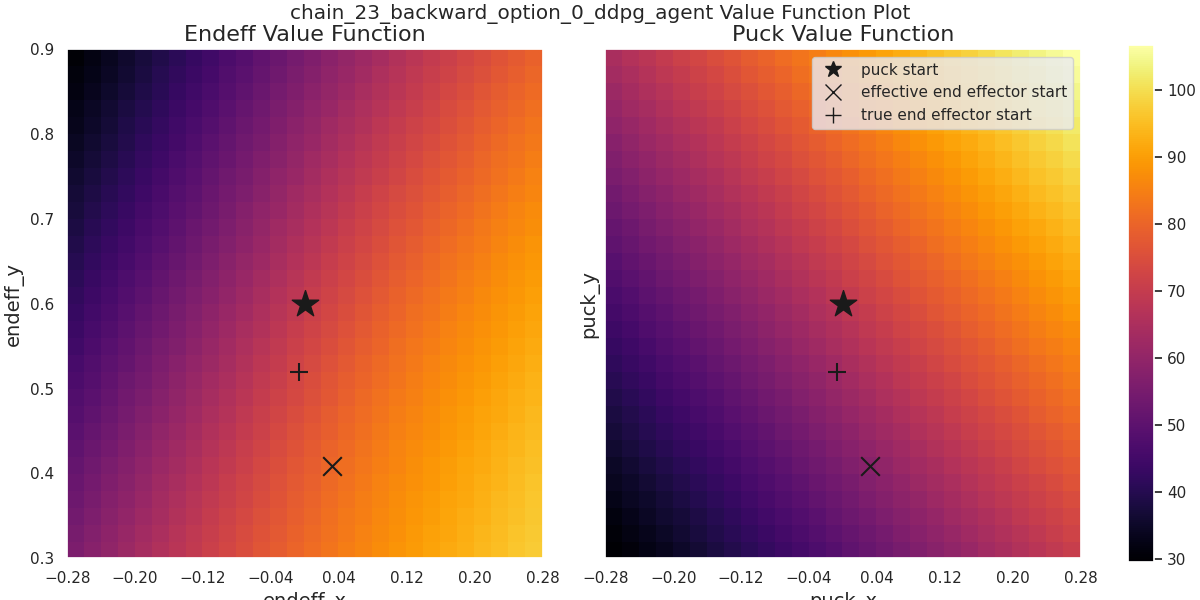 chain_23_backward_option_0_ddpg_agent Value Function Plot
Endeff Value Function
Puck Value Function
0.9
0.8
0.7
0.6
0.5
0.4
0.3
endeff_y
−0.28 −0.20 −0.12 −0.04 0.04 0.12 0.20 0.28
endeff_x
puck start
effective end effector start
true end effector start
puck_y
−0.28 −0.20 −0.12 −0.04 0.04 0.12 0.20 0.28
puck_x
100
90
80
70
60
50
40
30